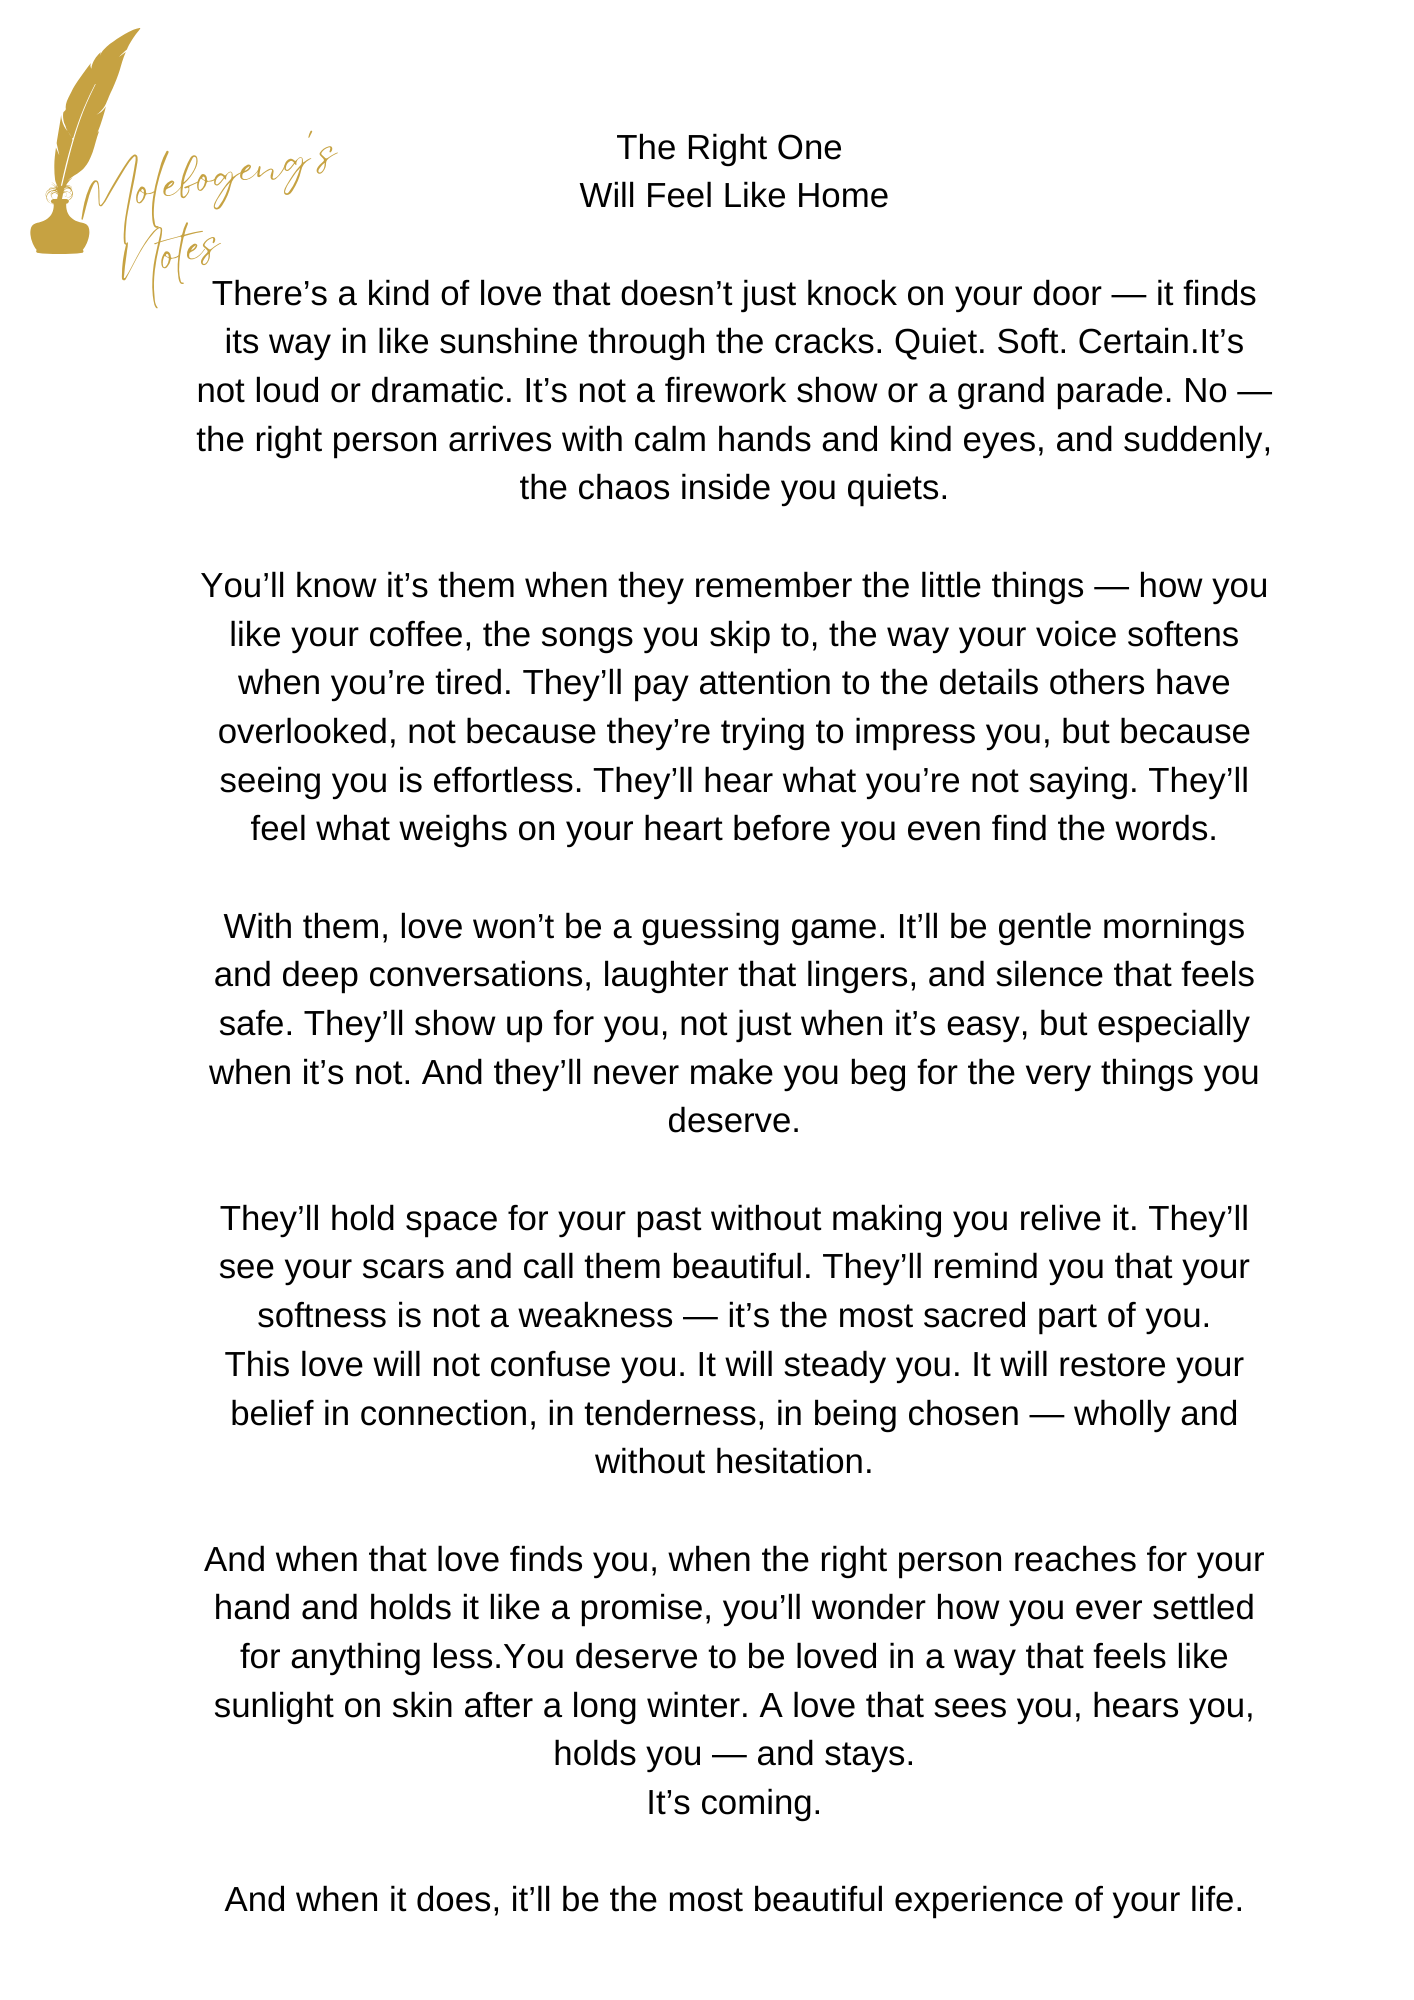 Molebogeng's
Notes
The Right One
Will Feel Like Home
There’s a kind of love that doesn’t just knock on your door — it finds
its way in like sunshine through the cracks. Quiet. Soft. Certain.It’s
not loud or dramatic. It’s not a firework show or a grand parade. No —
the right person arrives with calm hands and kind eyes, and suddenly,
the chaos inside you quiets.
You’ll know it’s them when they remember the little things — how you
like your coffee, the songs you skip to, the way your voice softens
when you’re tired. They’ll pay attention to the details others have
overlooked, not because they’re trying to impress you, but because
seeing you is effortless. They’ll hear what you’re not saying. They’ll
feel what weighs on your heart before you even find the words.
With them, love won’t be a guessing game. It’ll be gentle mornings
and deep conversations, laughter that lingers, and silence that feels
safe. They’ll show up for you, not just when it’s easy, but especially
when it’s not. And they’ll never make you beg for the very things you
deserve.
They’ll hold space for your past without making you relive it. They’ll
see your scars and call them beautiful. They’ll remind you that your
softness is not a weakness — it’s the most sacred part of you.
This love will not confuse you. It will steady you. It will restore your
belief in connection, in tenderness, in being chosen — wholly and
without hesitation.
And when that love finds you, when the right person reaches for your
hand and holds it like a promise, you’ll wonder how you ever settled
for anything less.You deserve to be loved in a way that feels like
sunlight on skin after a long winter. A love that sees you, hears you,
holds you — and stays.
It’s coming.
And when it does, it’ll be the most beautiful experience of your life.